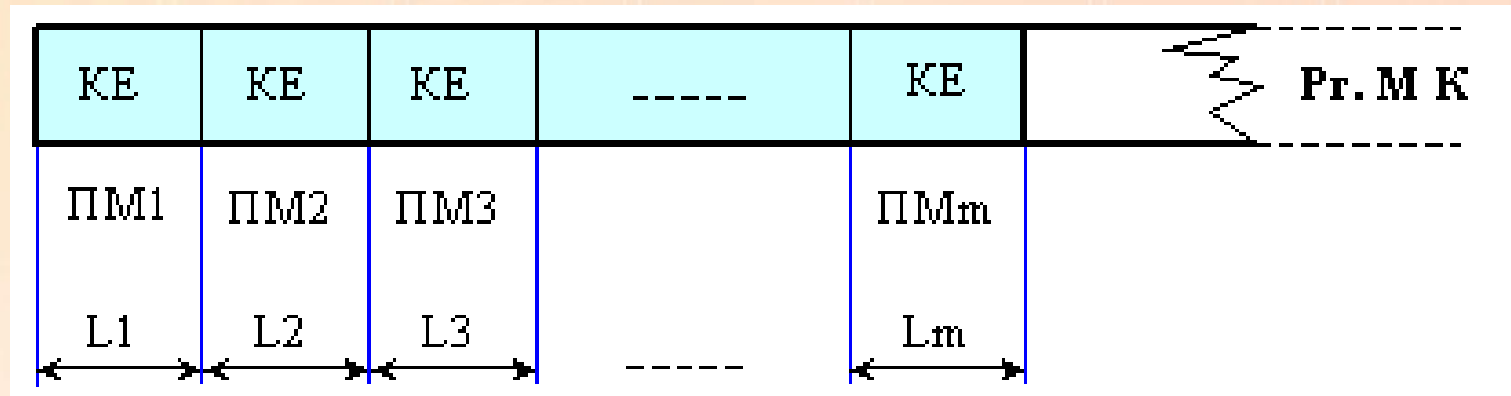 КЕ КЕ КЕ ----- КЕ Pr. М К
ПМ1 ПМ2 ПМ3 ПМm
L1 L2 L3 ----- Lm